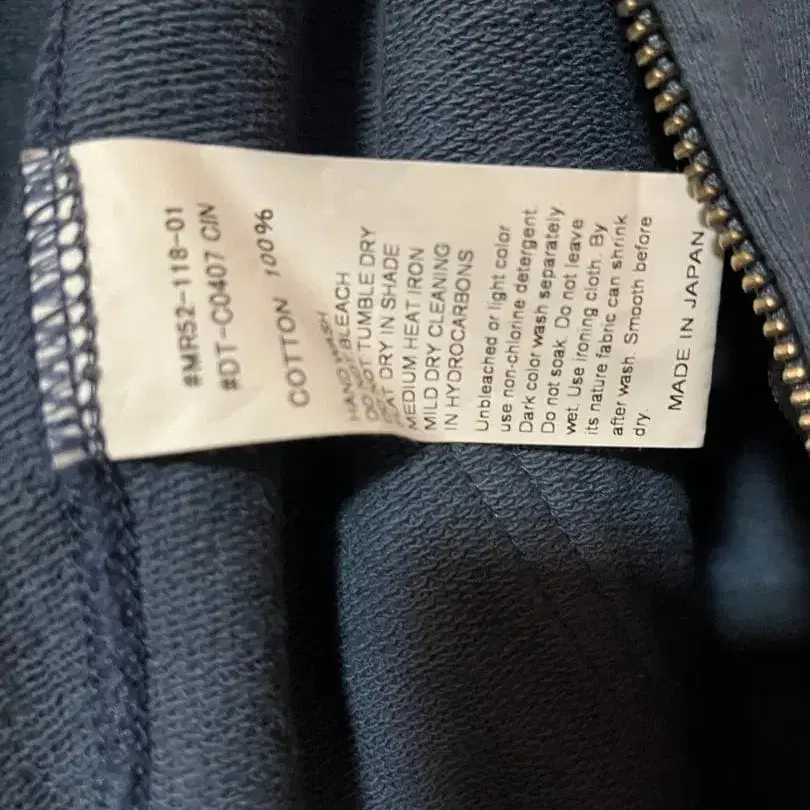 #MR52-118-01
#DT-C0407 CIN
COTTON 100%
HAND WASH
BLEACH
DO NOT TUMBLE DRY
FLAT DRY IN SHADE
MEDIUM HEAT IRON
MILD DRY CLEANING
IN HYDROCARBONS
Unbleached or light color
use non-chlorine detergent.
Dark color wash separately.
Do not soak. Do not leave
wet. Use ironing cloth. By
its nature fabric can shrink
after wash. Smooth before
dry.
MADE IN JAPAN